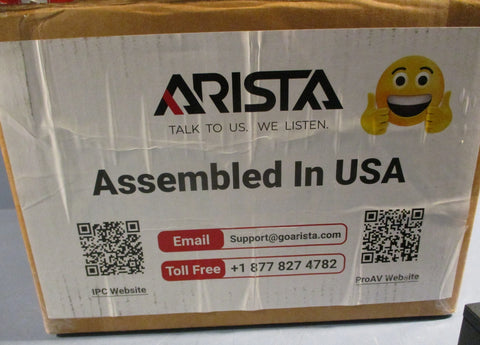 ARISTA
TALK TO US. WE LISTEN.
Assembled In USA
Email Support@goarista.com
Toll Free +1 877 827 4782
IPC Website
ProAV Website